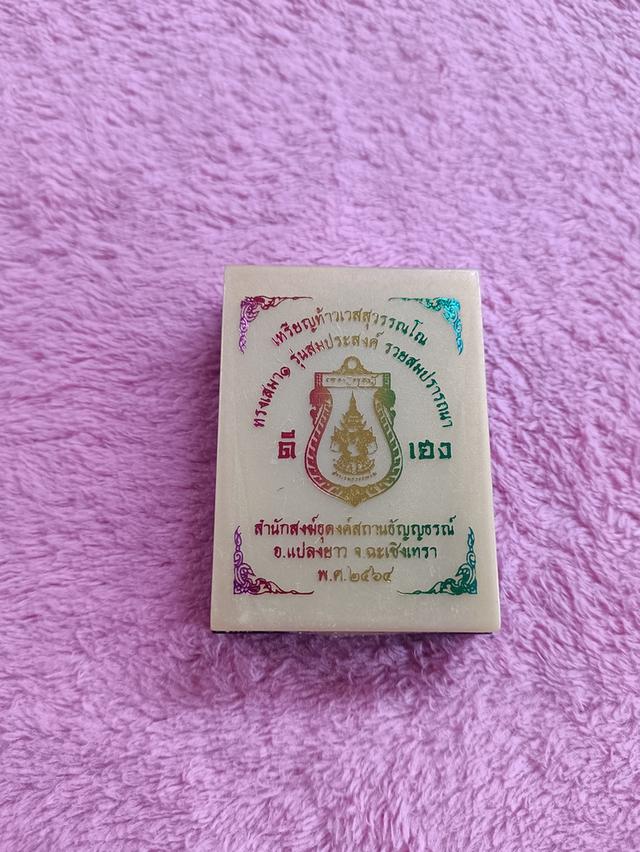 เหรียญท้าวเวสสุวรรณโณ
ทรงเสมา๑ รุ่นสมประสงค์ รวยสมปรารถนา
ดี
เฮง
สำนักสงฆ์ธุดงค์สถานธัญญธรณ์
อ.แปลงยาว จ.ฉะเชิงเทรา
พ.ศ.๒๕๖๔